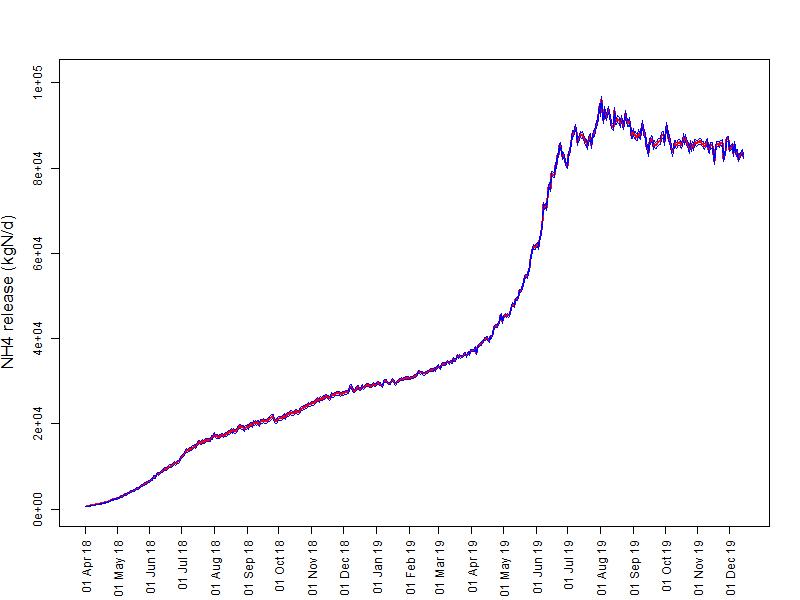 NH4 release (kgN/d)
1e+05
8e+04
6e+04
4e+04
2e+04
0e+00
01 Apr 18
01 May 18
01 Jun 18
01 Jul 18
01 Aug 18
01 Sep 18
01 Oct 18
01 Nov 18
01 Dec 18
01 Jan 19
01 Feb 19
01 Mar 19
01 Apr 19
01 May 19
01 Jun 19
01 Jul 19
01 Aug 19
01 Sep 19
01 Oct 19
01 Nov 19
01 Dec 19